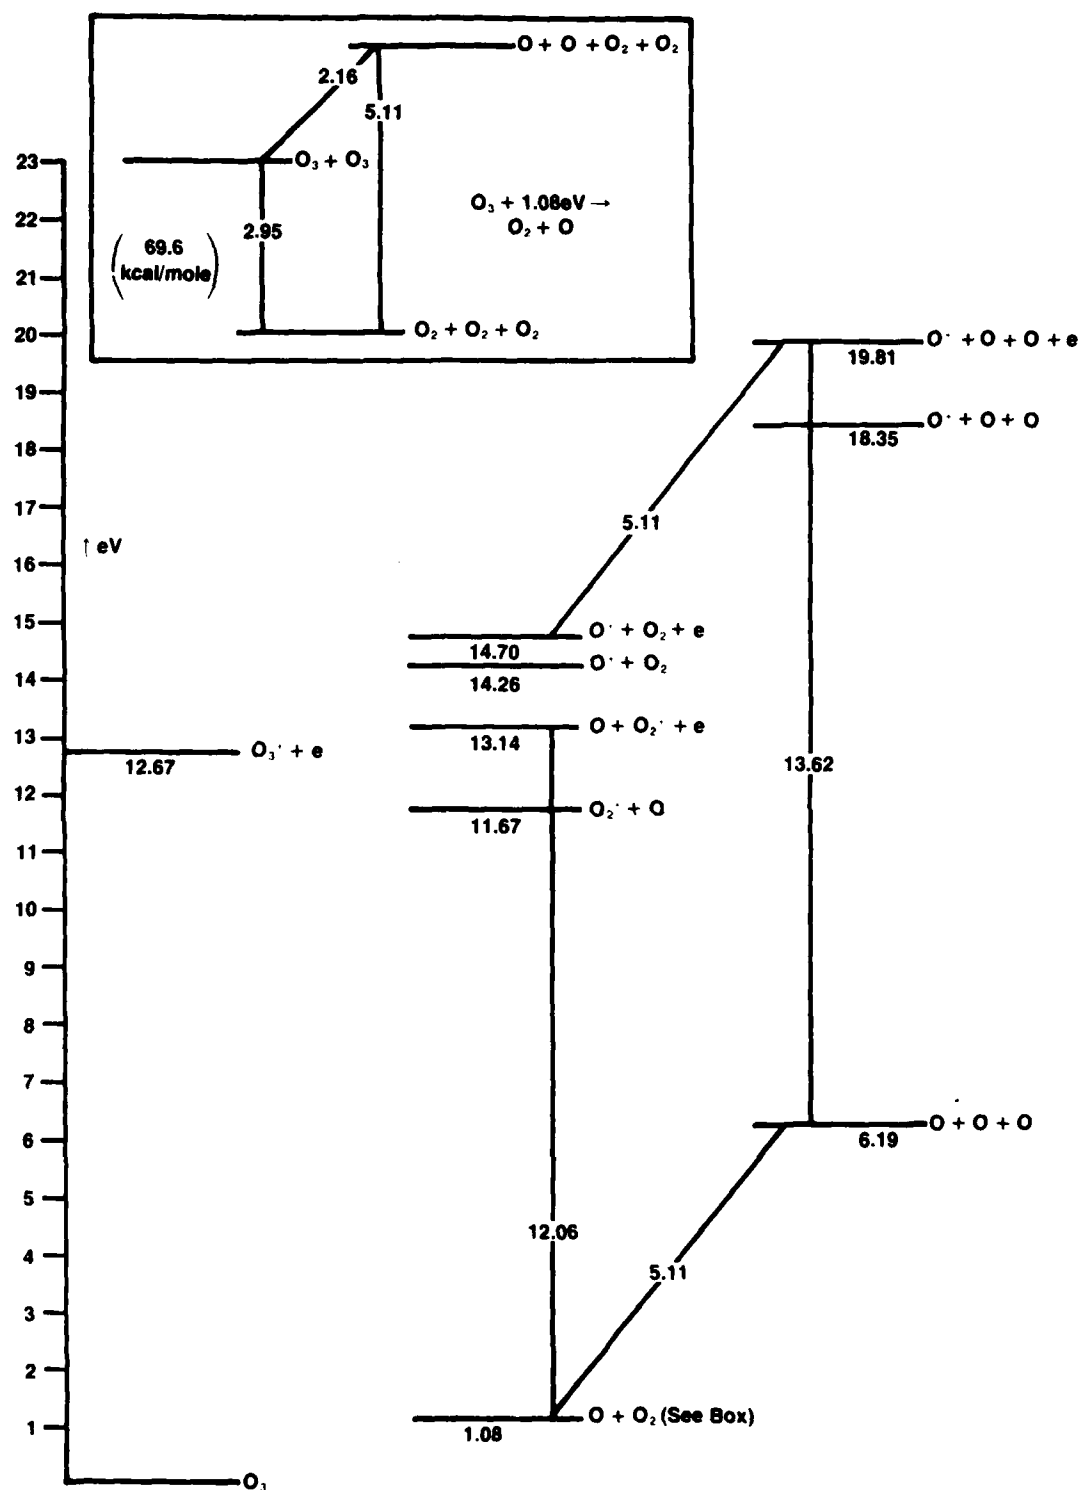 O + O + O₂ + O₂
2.16
5.11
O₃ + O₃
2.95
( 69.6
kcal/mole )
O₃ + 1.08eV →
O₂ + O
O₂ + O₂ + O₂
23
22
21
20
19
18
17
↑ eV
16
15
14
13
12
11
10
9
8
7
6
5
4
3
2
1
O⁺ + O + O + e
19.81
O⁺ + O + O
18.35
5.11
O⁺ + O₂ + e
14.70
O⁺ + O₂
14.26
O + O₂⁺ + e
13.14
O₃⁺ + e
12.67
13.62
O₂⁺ + O
11.67
O + O + O
6.19
12.06
5.11
O + O₂ (See Box)
1.08
O₃